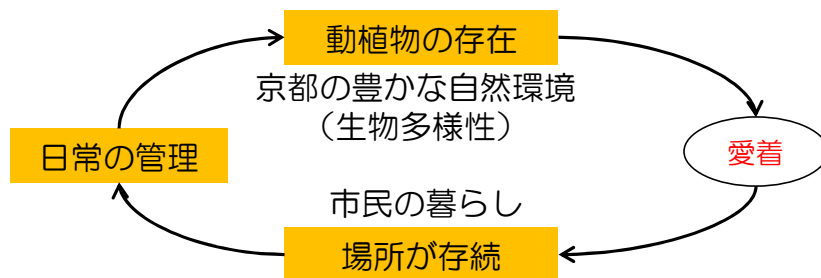 動植物の存在
京都の豊かな自然環境
（生物多様性）
日常の管理
愛着
市民の暮らし
場所が存続